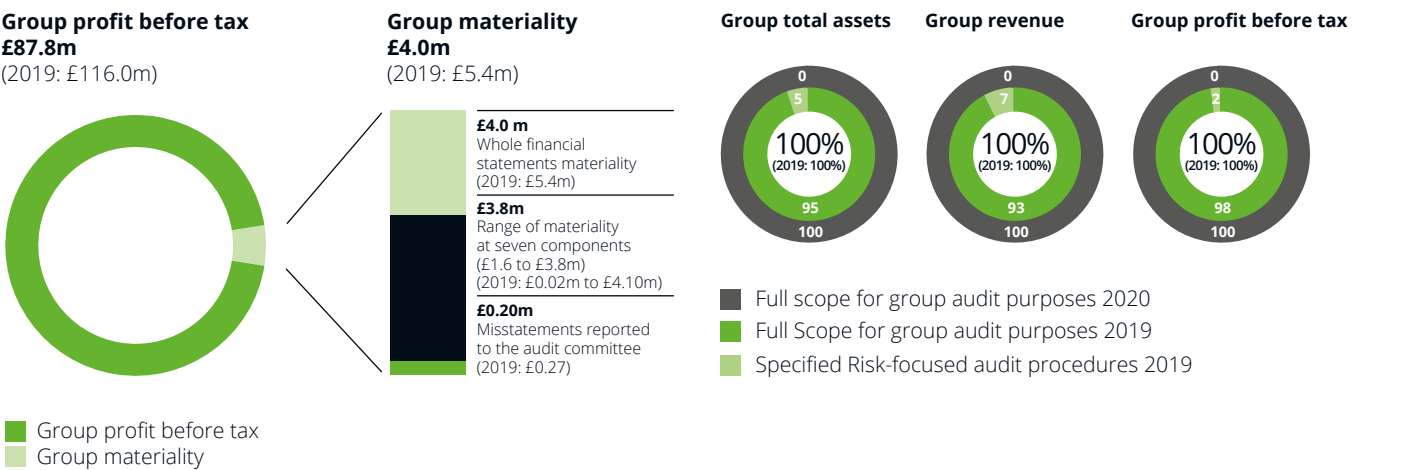 Group profit before tax
£87.8m
(2019: £116.0m)
Group profit before tax
Group materiality
Group materiality
£4.0m
(2019: £5.4m)
£4.0 m
Whole financial
statements materiality
(2019: £5.4m)
£3.8m
Range of materiality
at seven components
(£1.6 to £3.8m)
(2019: £0.02m to £4.10m)
£0.20m
Misstatements reported
to the audit committee
(2019: £0.27)
Group total assets
0
5
100%
(2019: 100%)
95
100
Group revenue
0
7
100%
(2019: 100%)
93
100
Group profit before tax
0
2
100%
(2019: 100%)
98
100
Full scope for group audit purposes 2020
Full Scope for group audit purposes 2019
Specified Risk-focused audit procedures 2019